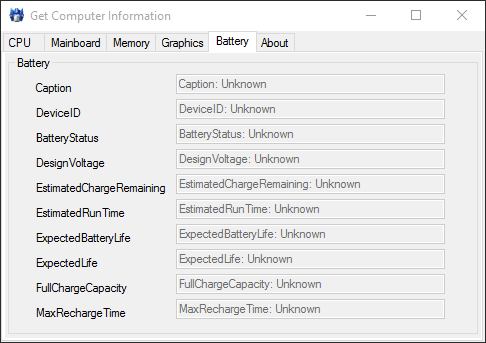 Get Computer Information
CPU Mainboard Memory Graphics Battery About
Battery
Caption Caption: Unknown
DeviceID DeviceID: Unknown
BatteryStatus BatteryStatus: Unknown
DesignVoltage DesignVoltage: Unknown
EstimatedChargeRemaining EstimatedChargeRemaining: Unknown
EstimatedRunTime EstimatedRunTime: Unknown
ExpectedBatteryLife ExpectedBatteryLife: Unknown
ExpectedLife ExpectedLife: Unknown
FullChargeCapacity FullChargeCapacity: Unknown
MaxRechargeTime MaxRechargeTime: Unknown